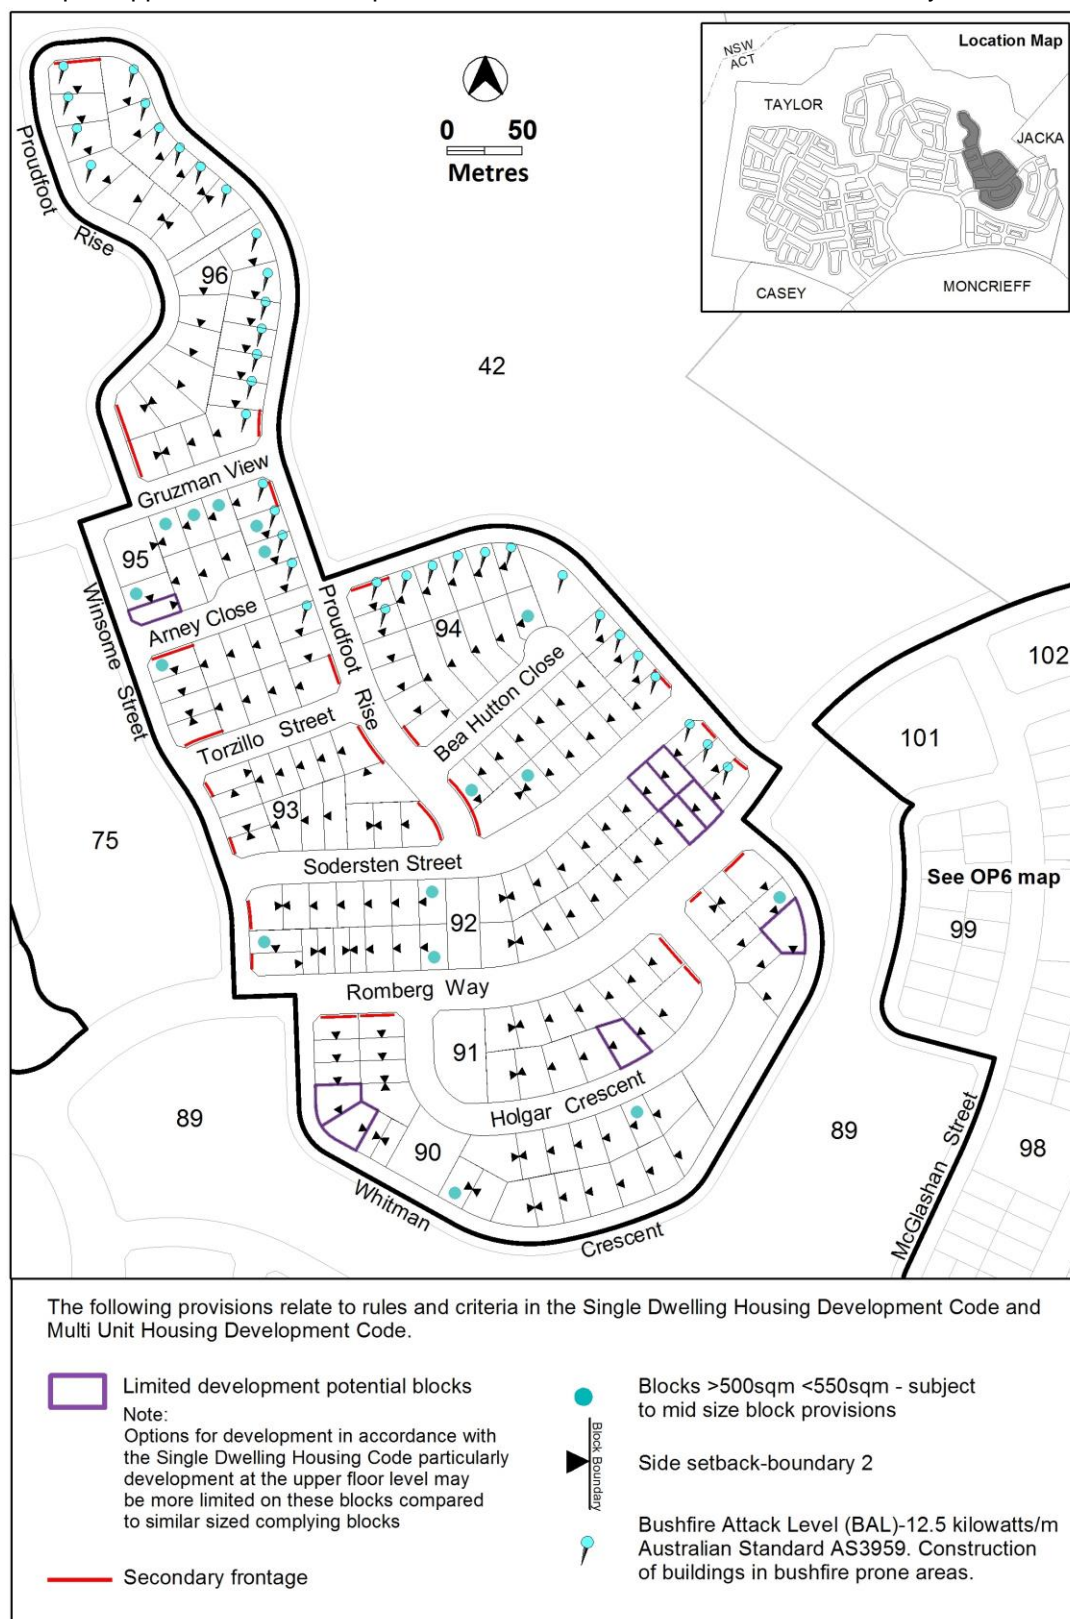 Location Map
NSW
ACT
TAYLOR
JACKA
CASEY
MONCRIEFF
0 50
Metres
Proudfoot Rise
96
42
Gruzman View
95
Arney Close
Winsome Street
Proudfoot Rise
94
Bea Hutton Close
102
101
Torzillo Street
93
75
Sodersten Street
See OP6 map
99
92
Romberg Way
91
Holgar Crescent
89
90
89
98
Whitman Crescent
McGlashan Street
The following provisions relate to rules and criteria in the Single Dwelling Housing Development Code and
Multi Unit Housing Development Code.
Limited development potential blocks
Note:
Options for development in accordance with
the Single Dwelling Housing Code particularly
development at the upper floor level may
be more limited on these blocks compared
to similar sized complying blocks
Secondary frontage
Blocks >500sqm <550sqm - subject
to mid size block provisions
Block Boundary
Side setback-boundary 2
Bushfire Attack Level (BAL)-12.5 kilowatts/m
Australian Standard AS3959. Construction
of buildings in bushfire prone areas.